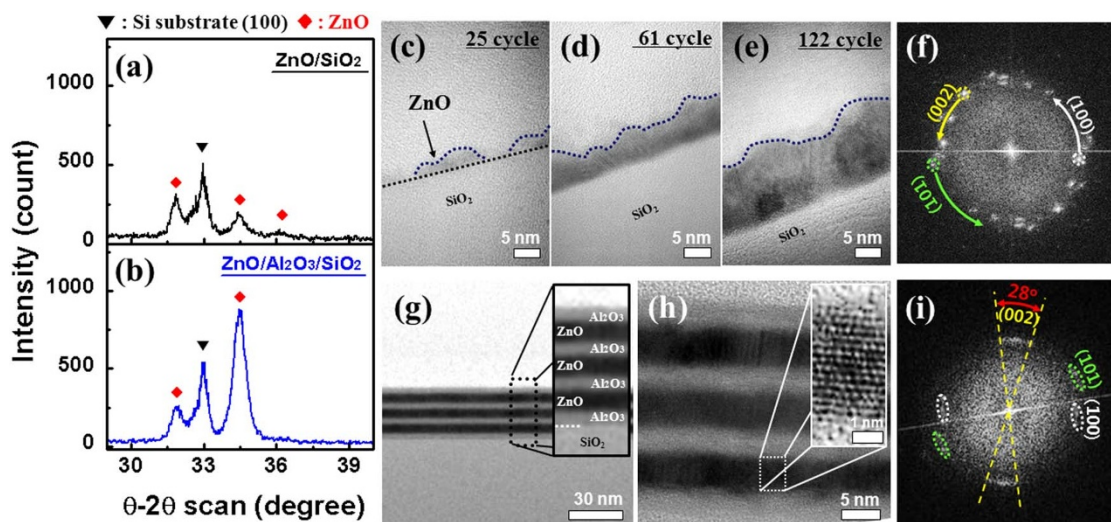 ▼ : Si substrate (100) ◆ : ZnO
(a)
ZnO/SiO₂
1000
500
0
(b)
ZnO/Al₂O₃/SiO₂
1000
500
0
30 33 36 39
Intensity (count)
θ-2θ scan (degree)
(c)
25 cycle
ZnO
SiO₂
5 nm
(d)
61 cycle
SiO₂
5 nm
(e)
122 cycle
SiO₂
5 nm
(f)
(002)
(100)
(101)
(g)
Al₂O₃
ZnO
Al₂O₃
ZnO
Al₂O₃
ZnO
Al₂O₃
SiO₂
30 nm
(h)
1 nm
5 nm
(i)
28°
(002)
(101)
(100)